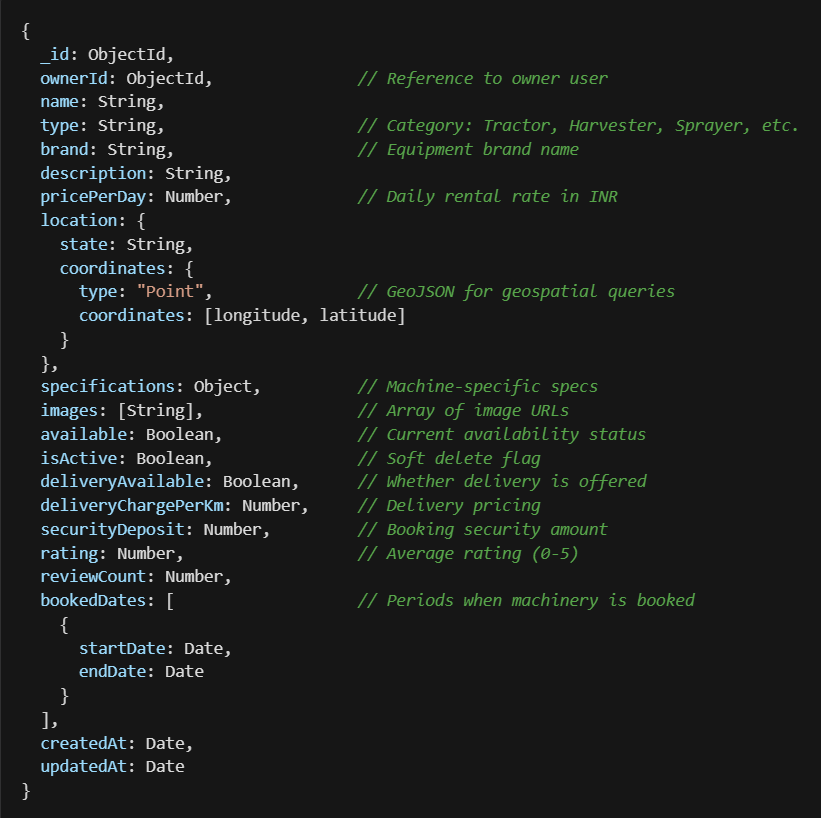 {
  _id: ObjectId,
  ownerId: ObjectId,               // Reference to owner user
  name: String,
  type: String,                    // Category: Tractor, Harvester, Sprayer, etc.
  brand: String,                   // Equipment brand name
  description: String,
  pricePerDay: Number,             // Daily rental rate in INR
  location: {
    state: String,
    coordinates: {
      type: "Point",               // GeoJSON for geospatial queries
      coordinates: [longitude, latitude]
    }
  },
  specifications: Object,          // Machine-specific specs
  images: [String],                // Array of image URLs
  available: Boolean,              // Current availability status
  isActive: Boolean,               // Soft delete flag
  deliveryAvailable: Boolean,      // Whether delivery is offered
  deliveryChargePerKm: Number,     // Delivery pricing
  securityDeposit: Number,         // Booking security amount
  rating: Number,                  // Average rating (0-5)
  reviewCount: Number,
  bookedDates: [                   // Periods when machinery is booked
    {
      startDate: Date,
      endDate: Date
    }
  ],
  createdAt: Date,
  updatedAt: Date
}